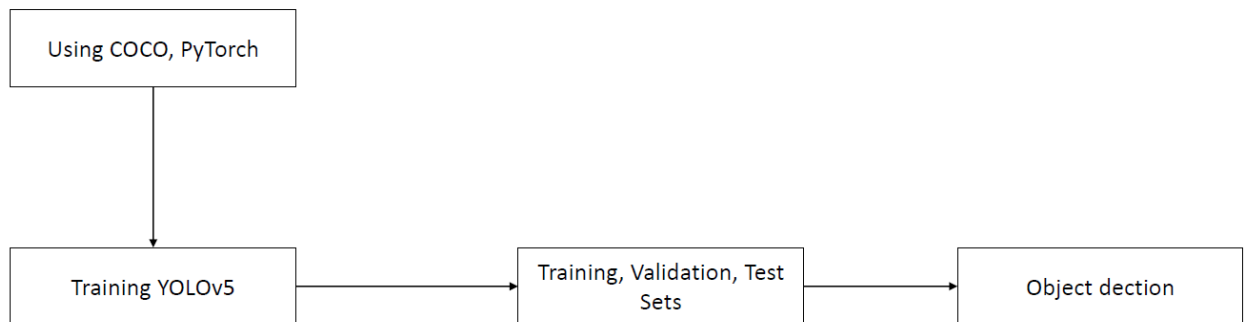 Using COCO, PyTorch
Training YOLOv5
Training, Validation, Test
Sets
Object dection